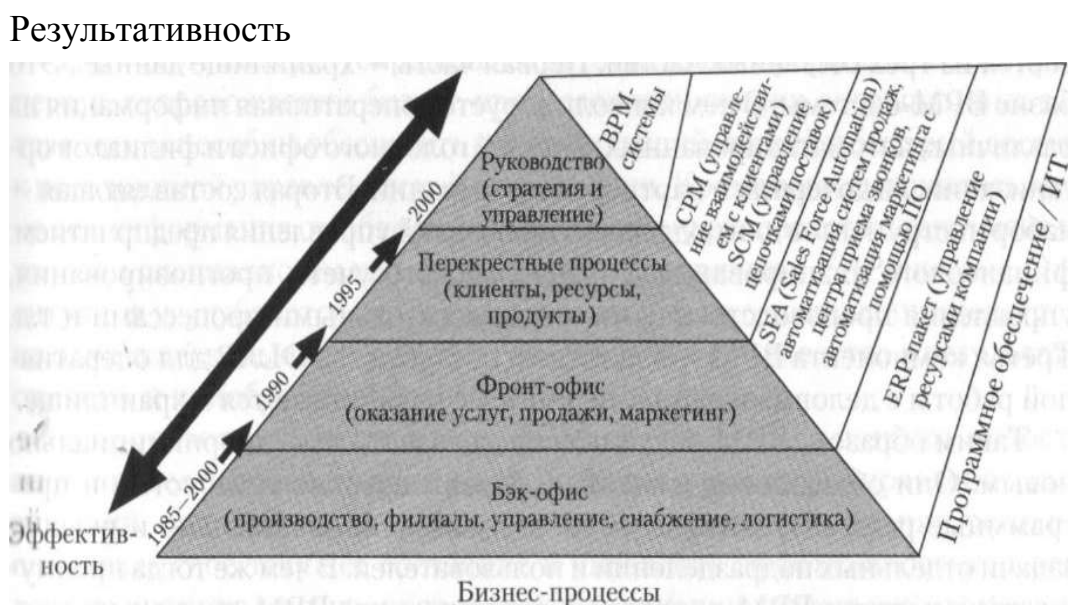 Результативность
Руководство
(стратегия и
управление)
Перекрестные процессы
(клиенты, ресурсы,
продукты)
Фронт-офис
(оказание услуг, продажи, маркетинг)
Бэк-офис
(производство, филиалы, управление, снабжение, логистика)
1985–2000
1990
1995
2000
BPM-
системы
CPM (управле-
ние взаимодействи-
ем с клиентами)
SCM (управление
цепочками поставок)
SFA (Sales Force Automation)
автоматизация систем продаж.
центра приема звонков,
автоматизация маркетинга с
помощью ПО
ERP-пакет (управление
ресурсами компании)
Программное обеспечение / ИТ
Эффектив-
ность
Бизнес-процессы